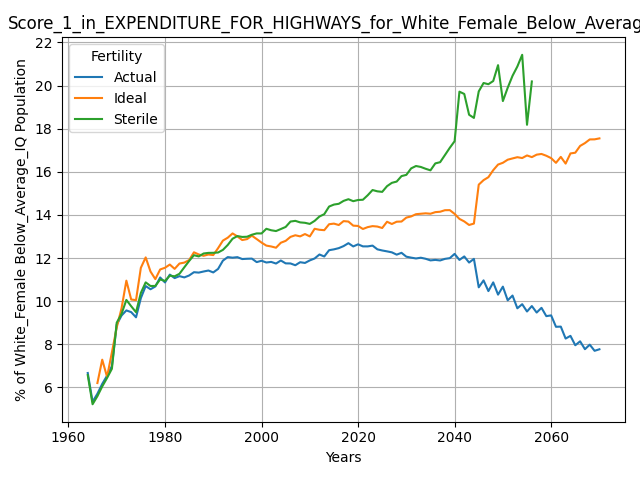 Score_1_in_EXPENDITURE_FOR_HIGHWAYS_for_White_Female_Below_Averag
Fertility
Actual
Ideal
Sterile
% of White_Female Below_Average_IQ Population
22
20
18
16
14
12
10
8
6
1960 1980 2000 2020 2040 2060
Years